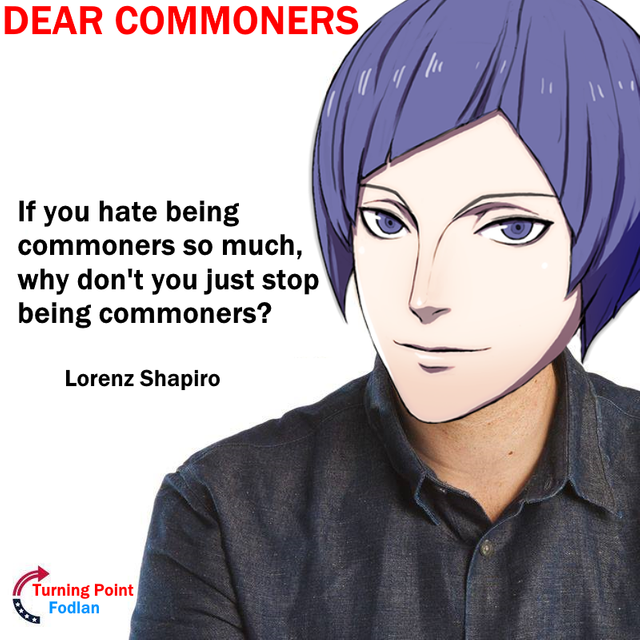 DEAR COMMONERS
If you hate being
commoners so much,
why don't you just stop
being commoners?
Lorenz Shapiro
Turning Point
Fodlan